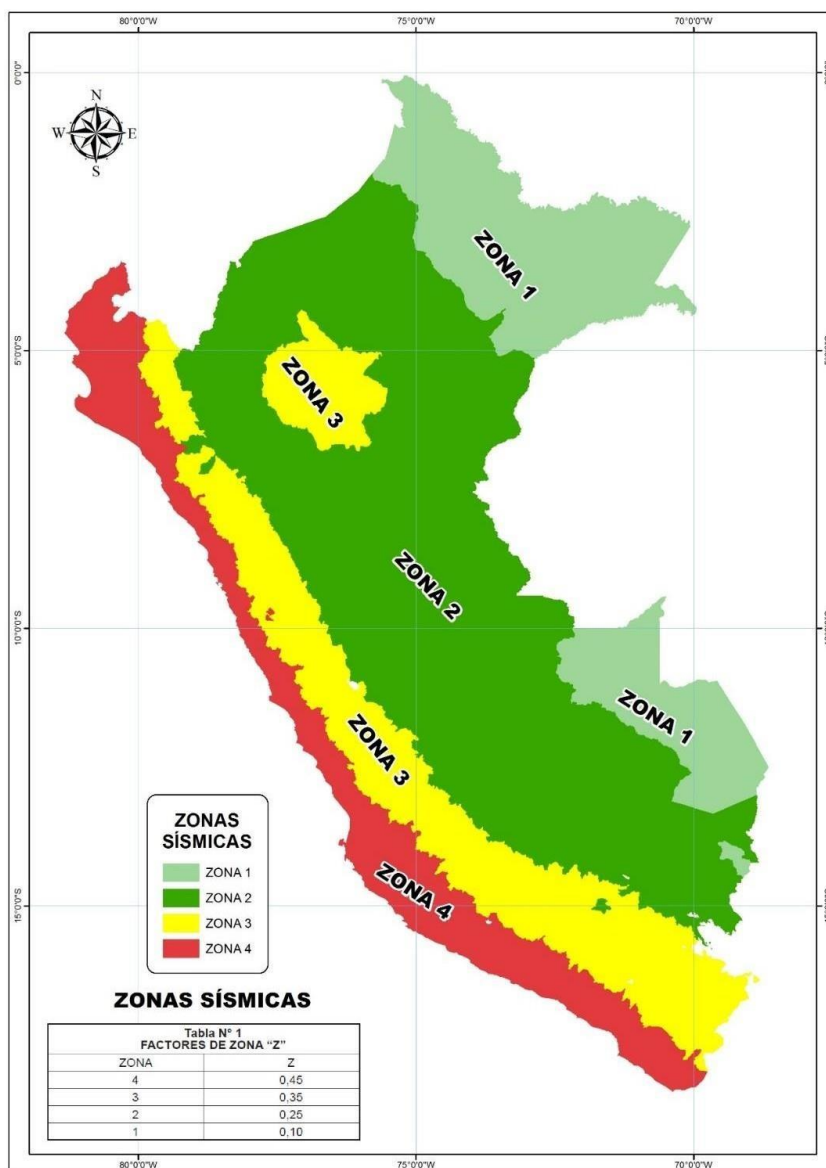 80°0'0"W 75°0'0"W 70°0'0"W
0°0'0"
N
W E
S
ZONA 1
5°0'0"S
ZONA 3
ZONA 2
10°0'0"S
ZONA 1
ZONA 3
ZONAS
SÍSMICAS
ZONA 1
ZONA 2
ZONA 3
ZONA 4
ZONA 4
15°0'0"S
ZONAS SÍSMICAS
Tabla N° 1
FACTORES DE ZONA "Z"
ZONA Z
4 0,45
3 0,35
2 0,25
1 0,10
80°0'0"W 75°0'0"W 70°0'0"W